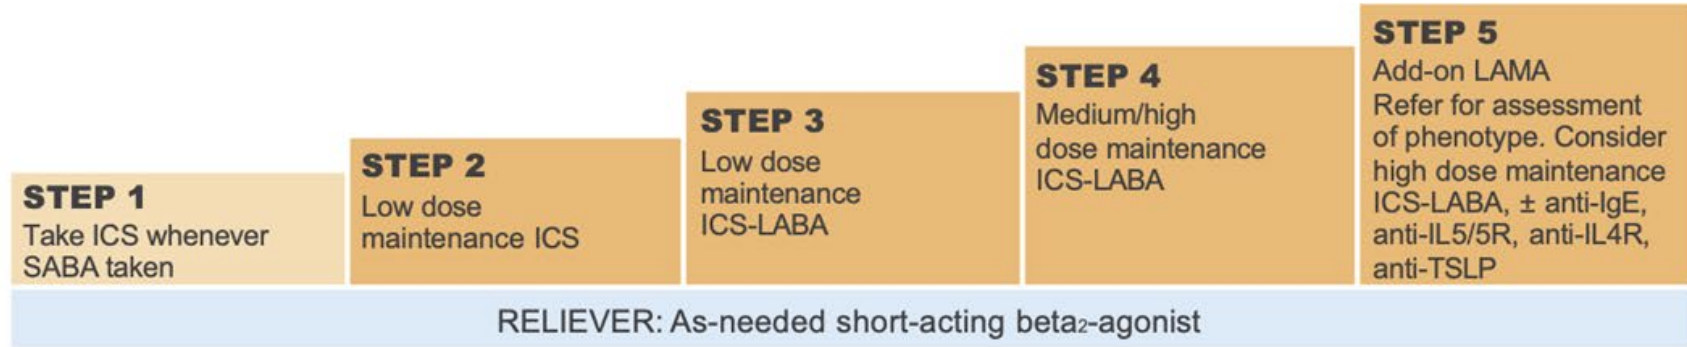 STEP 1
Take ICS whenever
SABA taken
STEP 2
Low dose
maintenance ICS
STEP 3
Low dose
maintenance
ICS-LABA
STEP 4
Medium/high
dose maintenance
ICS-LABA
STEP 5
Add-on LAMA
Refer for assessment
of phenotype. Consider
high dose maintenance
ICS-LABA, ± anti-IgE,
anti-IL5/5R, anti-IL4R,
anti-TSLP
RELIEVER: As-needed short-acting beta₂-agonist